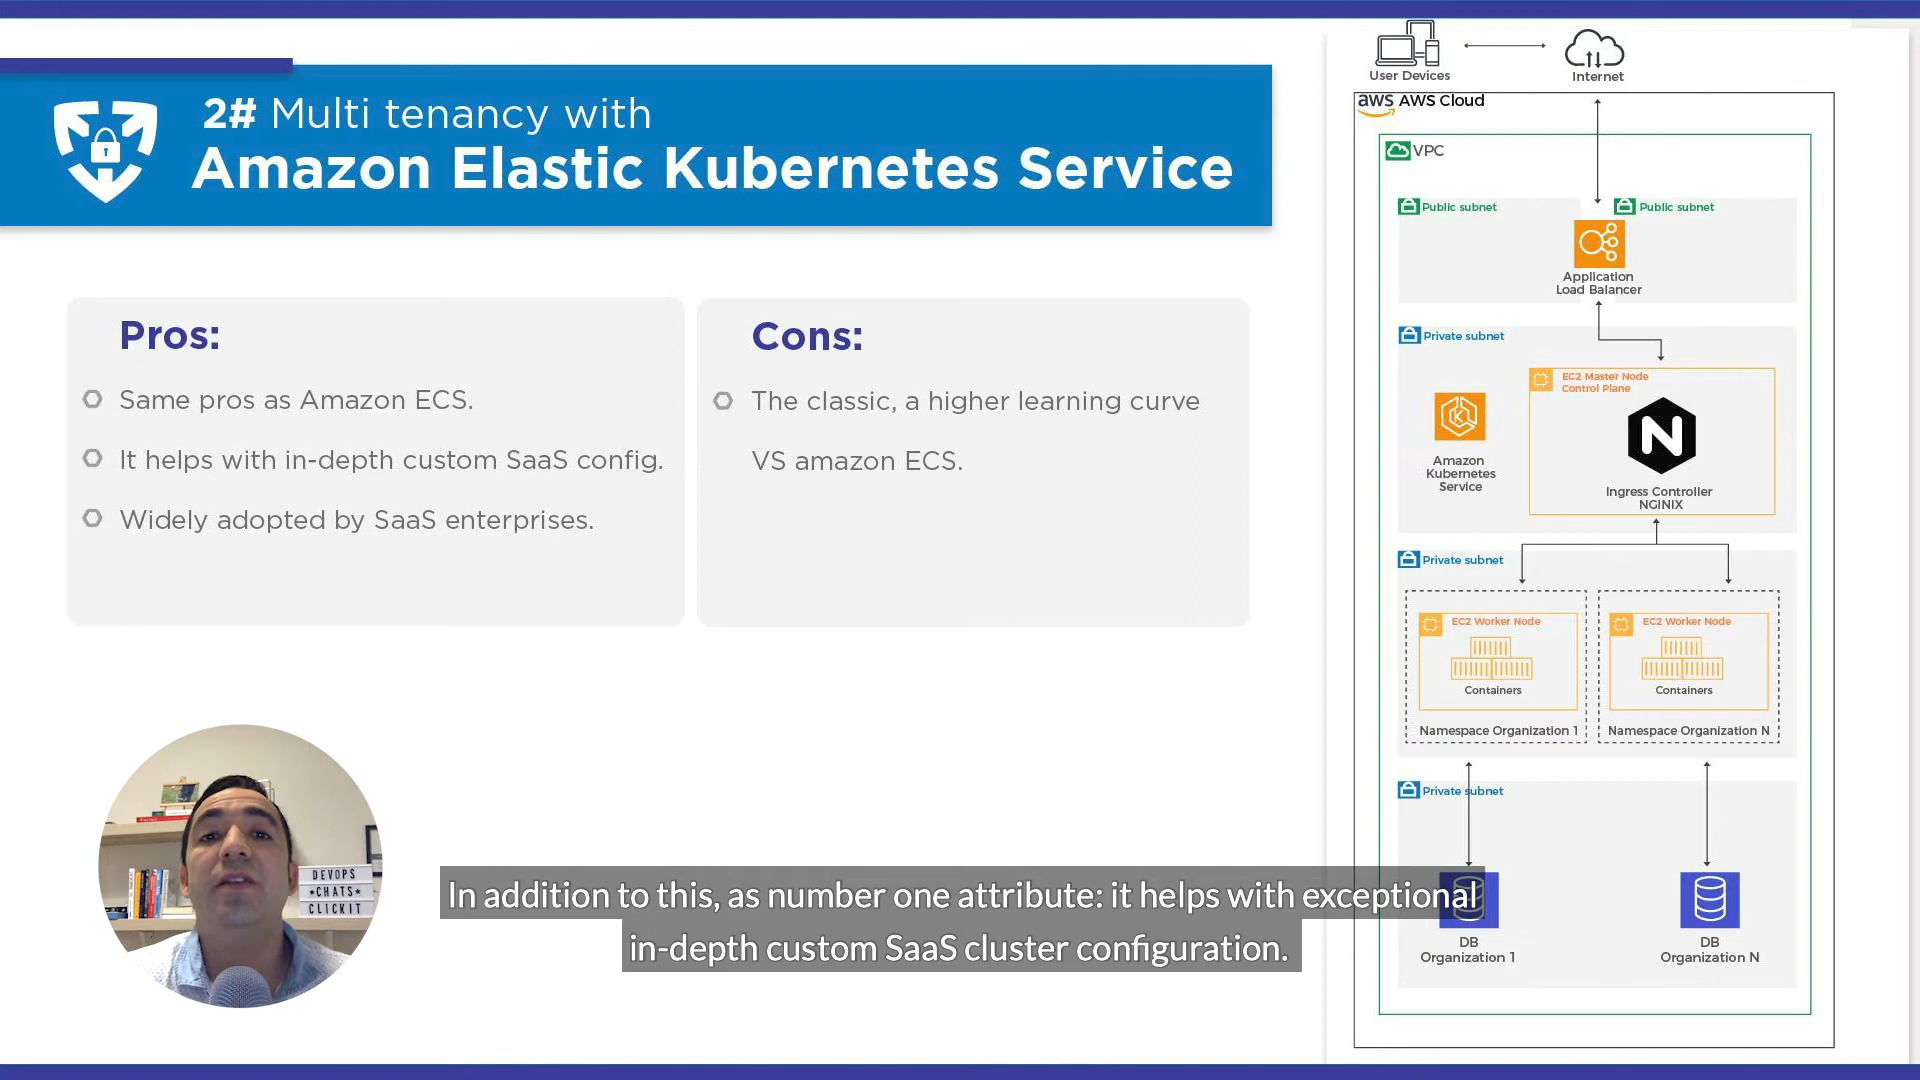 2# Multi tenancy with
Amazon Elastic Kubernetes Service
Pros:
Same pros as Amazon ECS.
It helps with in-depth custom SaaS config.
Widely adopted by SaaS enterprises.
Cons:
The classic, a higher learning curve
VS amazon ECS.
User Devices
Internet
aws AWS Cloud
VPC
Public subnet
Public subnet
Application
Load Balancer
Private subnet
EC2 Master Node
Control Plane
Amazon
Kubernetes
Service
Ingress Controller
NGINIX
Private subnet
EC2 Worker Node
Containers
Namespace Organization 1
EC2 Worker Node
Containers
Namespace Organization N
Private subnet
DB
Organization 1
DB
Organization N
DEVOPS
CHATS
CLICKIT
In addition to this, as number one attribute: it helps with exceptional
in-depth custom SaaS cluster configuration.